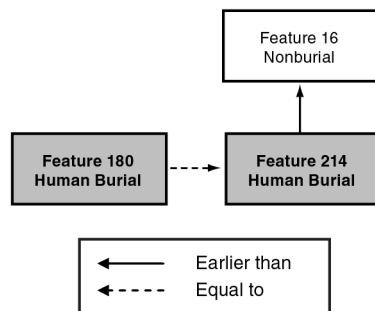 Feature 16
Nonburial
Feature 180
Human Burial
Feature 214
Human Burial
Earlier than
Equal to